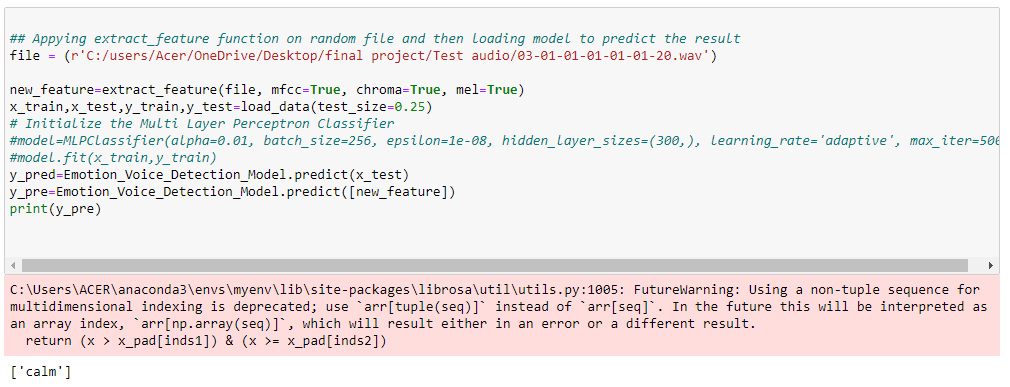 ## Appying extract_feature function on random file and then loading model to predict the result
file = (r'C:/users/Acer/OneDrive/Desktop/final project/Test audio/03-01-01-01-01-01-20.wav')
new_feature=extract_feature(file, mfcc=True, chroma=True, mel=True)
x_train,x_test,y_train,y_test=load_data(test_size=0.25)
# Initialize the Multi Layer Perceptron Classifier
#model=MLPClassifier(alpha=0.01, batch_size=256, epsilon=1e-08, hidden_layer_sizes=(300,), learning_rate='adaptive', max_iter=500
#model.fit(x_train,y_train)
y_pred=Emotion_Voice_Detection_Model.predict(x_test)
y_pre=Emotion_Voice_Detection_Model.predict([new_feature])
print(y_pre)
C:\Users\ACER\anaconda3\envs\myenv\lib\site-packages\librosa\util\utils.py:1005: FutureWarning: Using a non-tuple sequence for
multidimensional indexing is deprecated; use `arr[tuple(seq)]` instead of `arr[seq]`. In the future this will be interpreted as
an array index, `arr[np.array(seq)]`, which will result either in an error or a different result.
return (x > x_pad[inds1]) & (x >= x_pad[inds2])
['calm']